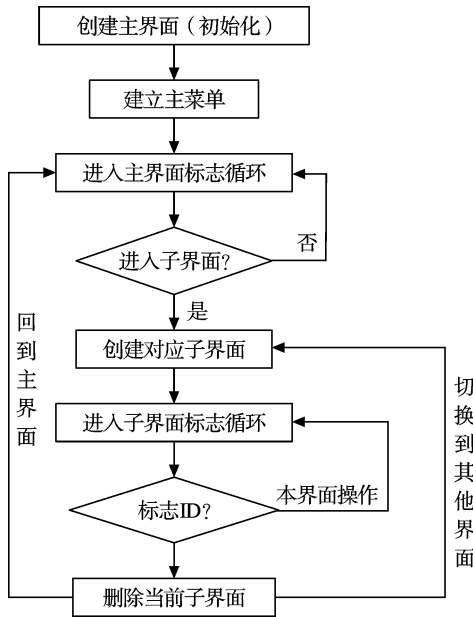 创建主界面（初始化）
建立主菜单
进入主界面标志循环
否
进入子界面？
是
创建对应子界面
回到主界面
进入子界面标志循环
切换到其他界面
本界面操作
标志ID？
删除当前子界面